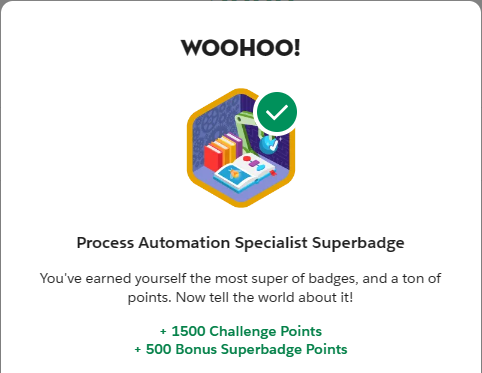 WOOHOO!
Process Automation Specialist Superbadge
You've earned yourself the most super of badges, and a ton of
points. Now tell the world about it!
+ 1500 Challenge Points
+ 500 Bonus Superbadge Points